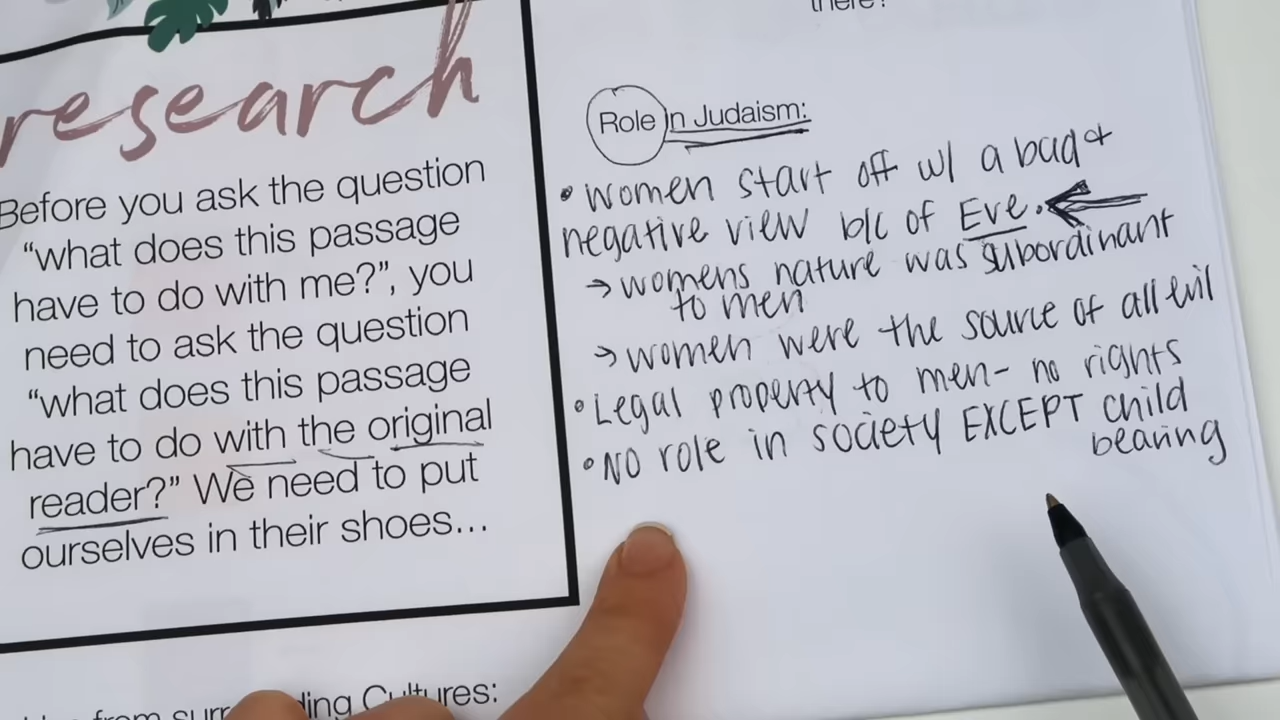 research
Before you ask the question
“what does this passage
have to do with me?”, you
need to ask the question
“what does this passage
have to do with the original
reader?” We need to put
ourselves in their shoes...
there?
Role in Judaism:
• women start off w/ a bad +
negative view b/c of Eve.
→ womens nature was subordinant
to men
→ women were the source of all evil
• Legal property to men - no rights
• NO role in society EXCEPT child
bearing
from surr ding Cultures: